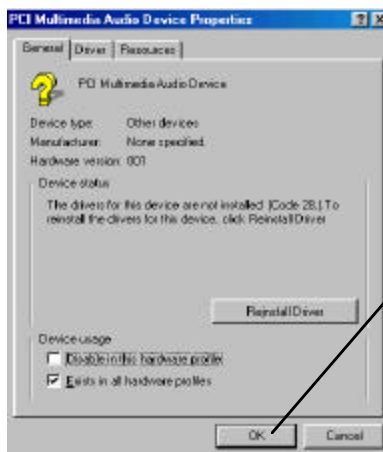 PCI Multimedia Audio Device Properties
General Driver Resources
PCI Multimedia Audio Device
Device type: Other devices
Manufacturer: None specified.
Hardware version: 001
Device status
The drivers for this device are not installed. (Code 28.) To
reinstall the drivers for this device, click Reinstall Driver
Reinstall Driver
Device usage
Disable in this hardware profile
Exists in all hardware profiles
OK Cancel